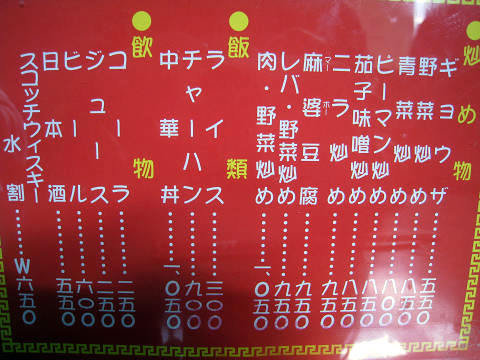 ●炒め物
ギョウザ……五五〇
野菜炒め……八五〇
青菜炒め……八五〇
ピーマン炒め……八〇〇
茄子味噌炒め……八五〇
ニラ炒め……八五〇
麻婆豆腐……九五〇
マー ボー
レバ・野菜炒め……九五〇
肉・野菜炒め……一、〇五〇
●飯類
ライス……三〇〇
チャーハン……九〇〇
中華丼……一、〇五〇
●飲物
コーラ……二五〇
ジュース……二五〇
ビール……六〇〇
日本酒……五五〇
スコッチウィスキー
水割……W六五〇